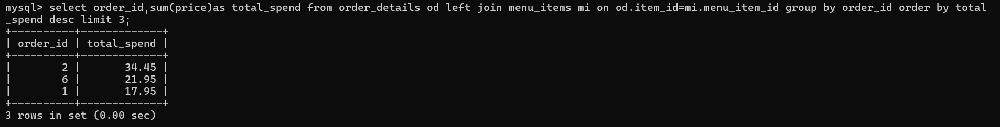 mysql> select order_id,sum(price)as total_spend from order_details od left join menu_items mi on od.item_id=mi.menu_item_id group by order_id order by total
_spend desc limit 3;
+----------+-------------+
| order_id | total_spend |
+----------+-------------+
|        2 |       34.45 |
|        6 |       21.95 |
|        1 |       17.95 |
+----------+-------------+
3 rows in set (0.00 sec)